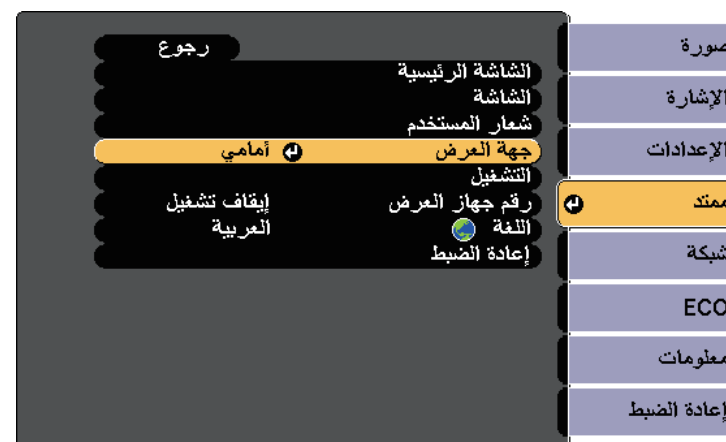 صورة
الإشارة
الإعدادات
ممتد
شبكة
ECO
معلومات
إعادة الضبط
رجوع
الشاشة الرئيسية
الشاشة
شعار المستخدم
جهة العرض أمامي
التشغيل
رقم جهاز العرض إيقاف تشغيل
اللغة العربية
إعادة الضبط